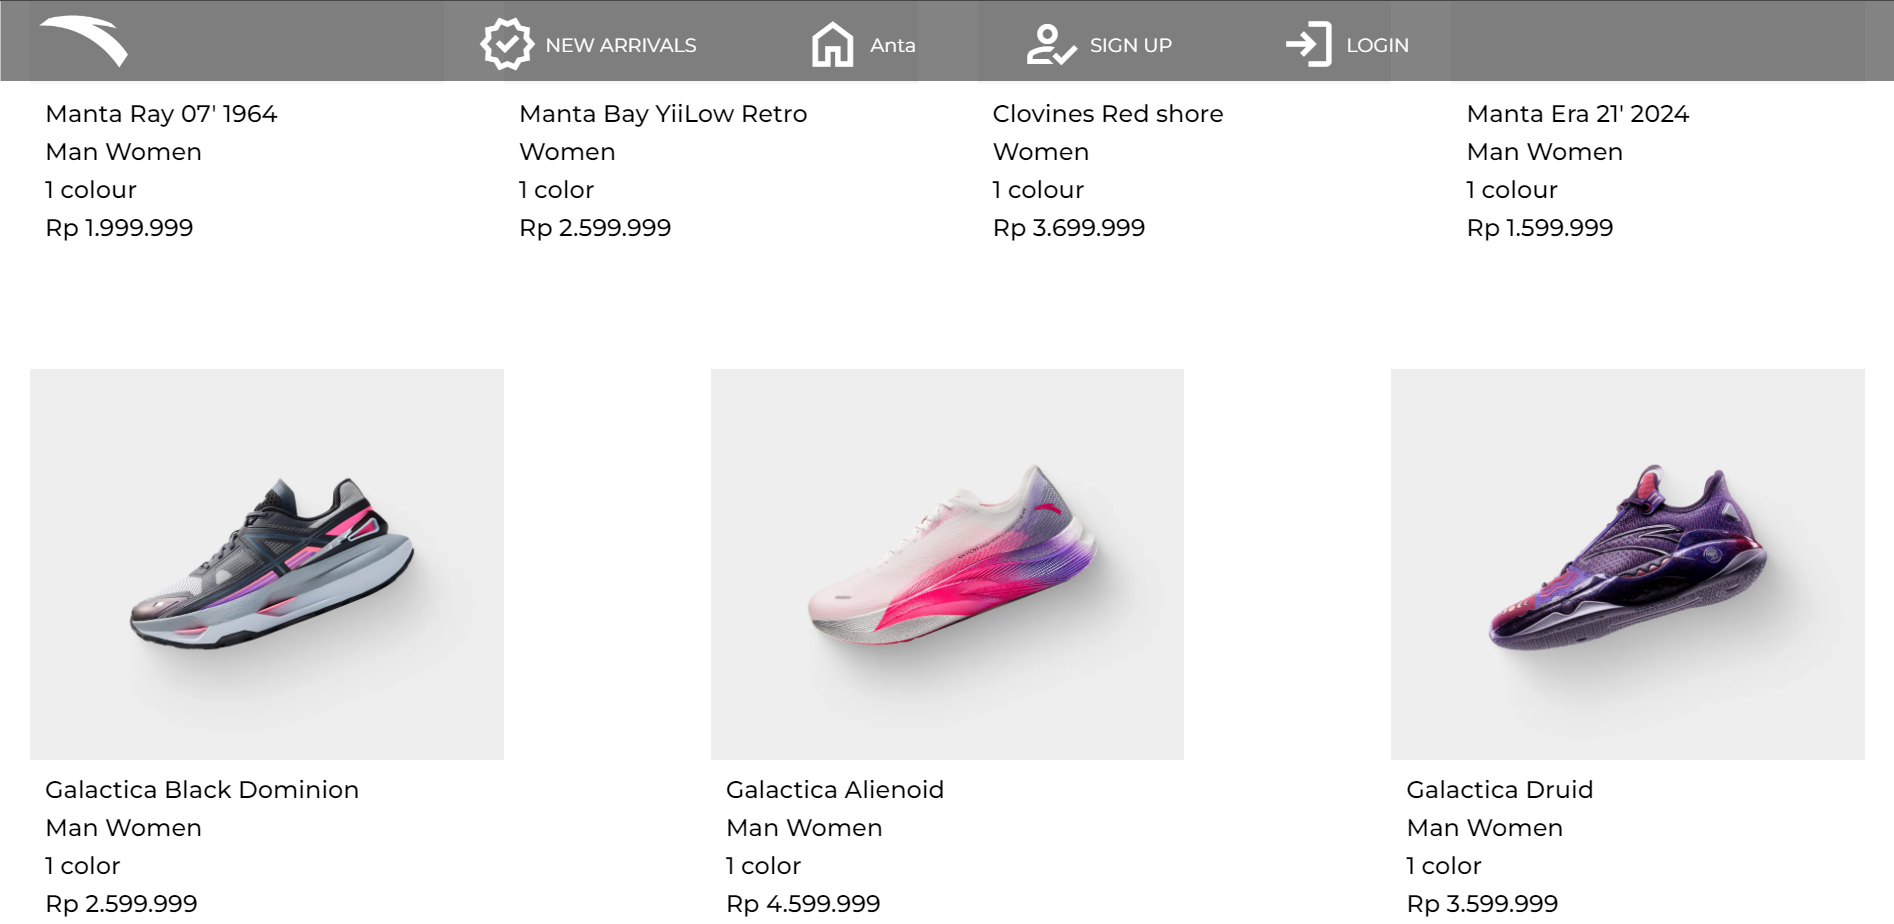 NEW ARRIVALS
Anta
SIGN UP
LOGIN
Manta Ray 07' 1964
Man Women
1 colour
Rp 1.999.999
Manta Bay YiiLow Retro
Women
1 color
Rp 2.599.999
Clovines Red shore
Women
1 colour
Rp 3.699.999
Manta Era 21' 2024
Man Women
1 colour
Rp 1.599.999
Galactica Black Dominion
Man Women
1 color
Rp 2.599.999
Galactica Alienoid
Man Women
1 color
Rp 4.599.999
Galactica Druid
Man Women
1 color
Rp 3.599.999